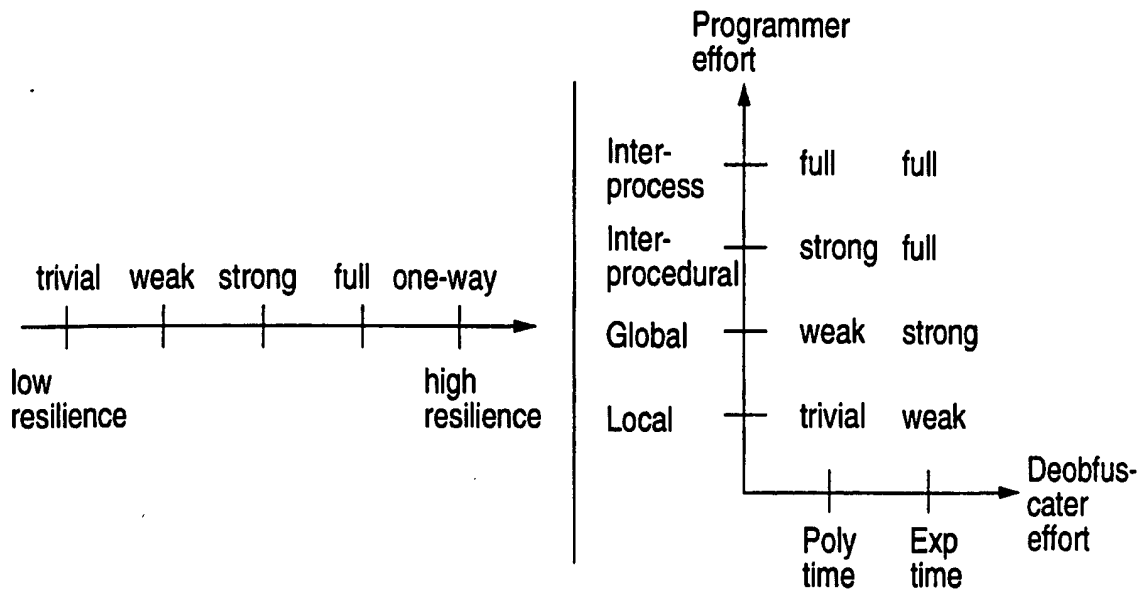 trivial weak strong full one-way
low
resilience
high
resilience
Programmer
effort
Inter-
process
full full
Inter-
procedural
strong full
Global
weak strong
Local
trivial weak
Deobfus-
cater
effort
Poly
time
Exp
time